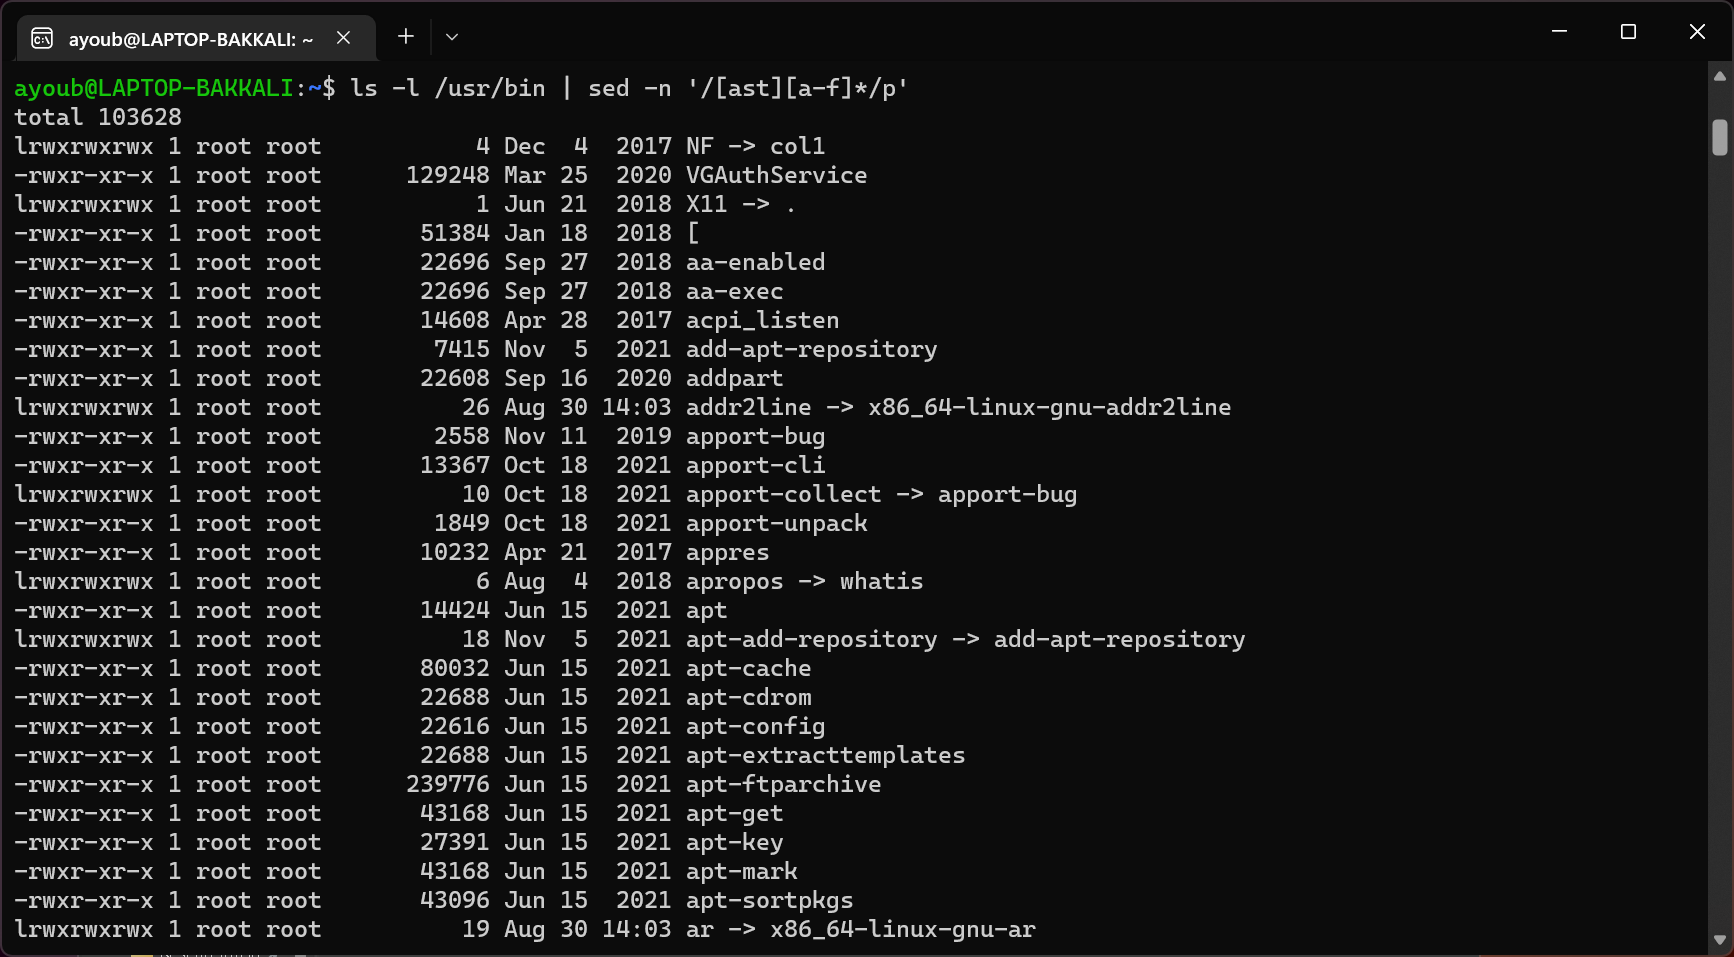 ayoub@LAPTOP-BAKKALI: ~
ayoub@LAPTOP-BAKKALI:~$ ls -l /usr/bin | sed -n '/[ast][a-f]*/p'
total 103628
lrwxrwxrwx 1 root root           4 Dec  4  2017 NF -> col1
-rwxr-xr-x 1 root root      129248 Mar 25  2020 VGAuthService
lrwxrwxrwx 1 root root           1 Jun 21  2018 X11 -> .
-rwxr-xr-x 1 root root       51384 Jan 18  2018 [
-rwxr-xr-x 1 root root       22696 Sep 27  2018 aa-enabled
-rwxr-xr-x 1 root root       22696 Sep 27  2018 aa-exec
-rwxr-xr-x 1 root root       14608 Apr 28  2017 acpi_listen
-rwxr-xr-x 1 root root        7415 Nov  5  2021 add-apt-repository
-rwxr-xr-x 1 root root       22608 Sep 16  2020 addpart
lrwxrwxrwx 1 root root          26 Aug 30 14:03 addr2line -> x86_64-linux-gnu-addr2line
-rwxr-xr-x 1 root root        2558 Nov 11  2019 apport-bug
-rwxr-xr-x 1 root root       13367 Oct 18  2021 apport-cli
lrwxrwxrwx 1 root root          10 Oct 18  2021 apport-collect -> apport-bug
-rwxr-xr-x 1 root root        1849 Oct 18  2021 apport-unpack
-rwxr-xr-x 1 root root       10232 Apr 21  2017 appres
lrwxrwxrwx 1 root root           6 Aug  4  2018 apropos -> whatis
-rwxr-xr-x 1 root root       14424 Jun 15  2021 apt
lrwxrwxrwx 1 root root          18 Nov  5  2021 apt-add-repository -> add-apt-repository
-rwxr-xr-x 1 root root       80032 Jun 15  2021 apt-cache
-rwxr-xr-x 1 root root       22688 Jun 15  2021 apt-cdrom
-rwxr-xr-x 1 root root       22616 Jun 15  2021 apt-config
-rwxr-xr-x 1 root root       22688 Jun 15  2021 apt-extracttemplates
-rwxr-xr-x 1 root root      239776 Jun 15  2021 apt-ftparchive
-rwxr-xr-x 1 root root       43168 Jun 15  2021 apt-get
-rwxr-xr-x 1 root root       27391 Jun 15  2021 apt-key
-rwxr-xr-x 1 root root       43168 Jun 15  2021 apt-mark
-rwxr-xr-x 1 root root       43096 Jun 15  2021 apt-sortpkgs
lrwxrwxrwx 1 root root          19 Aug 30 14:03 ar -> x86_64-linux-gnu-ar